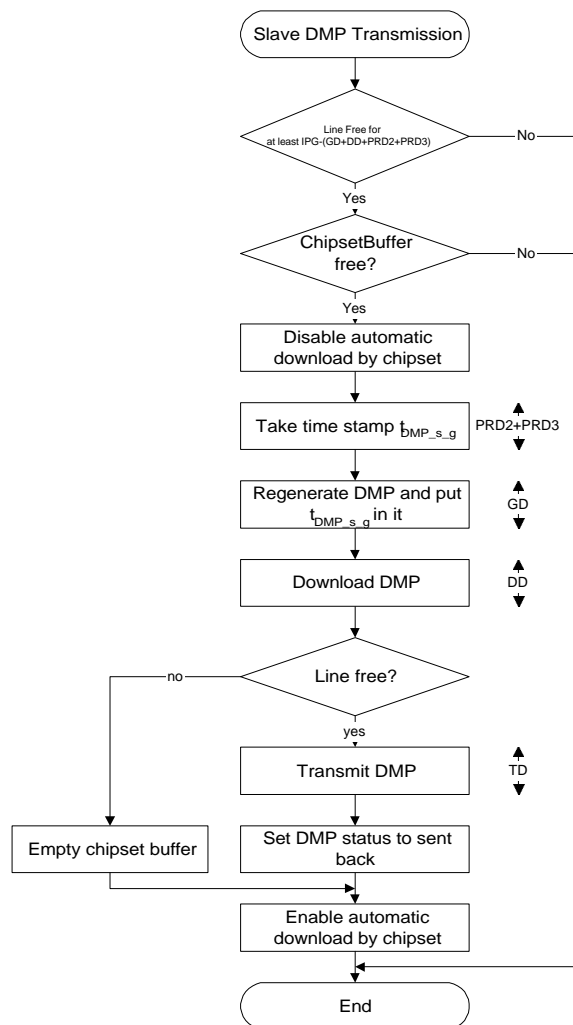 Slave DMP Transmission
Line Free for
at least IPG-(GD+DD+PRD2+PRD3)
No
Yes
ChipsetBuffer
free?
No
Yes
Disable automatic
download by chipset
Take time stamp tDMP_s_g
PRD2+PRD3
Regenerate DMP and put
tDMP_s_g in it
GD
Download DMP
DD
Line free?
no
yes
Transmit DMP
TD
Empty chipset buffer
Set DMP status to sent
back
Enable automatic
download by chipset
End